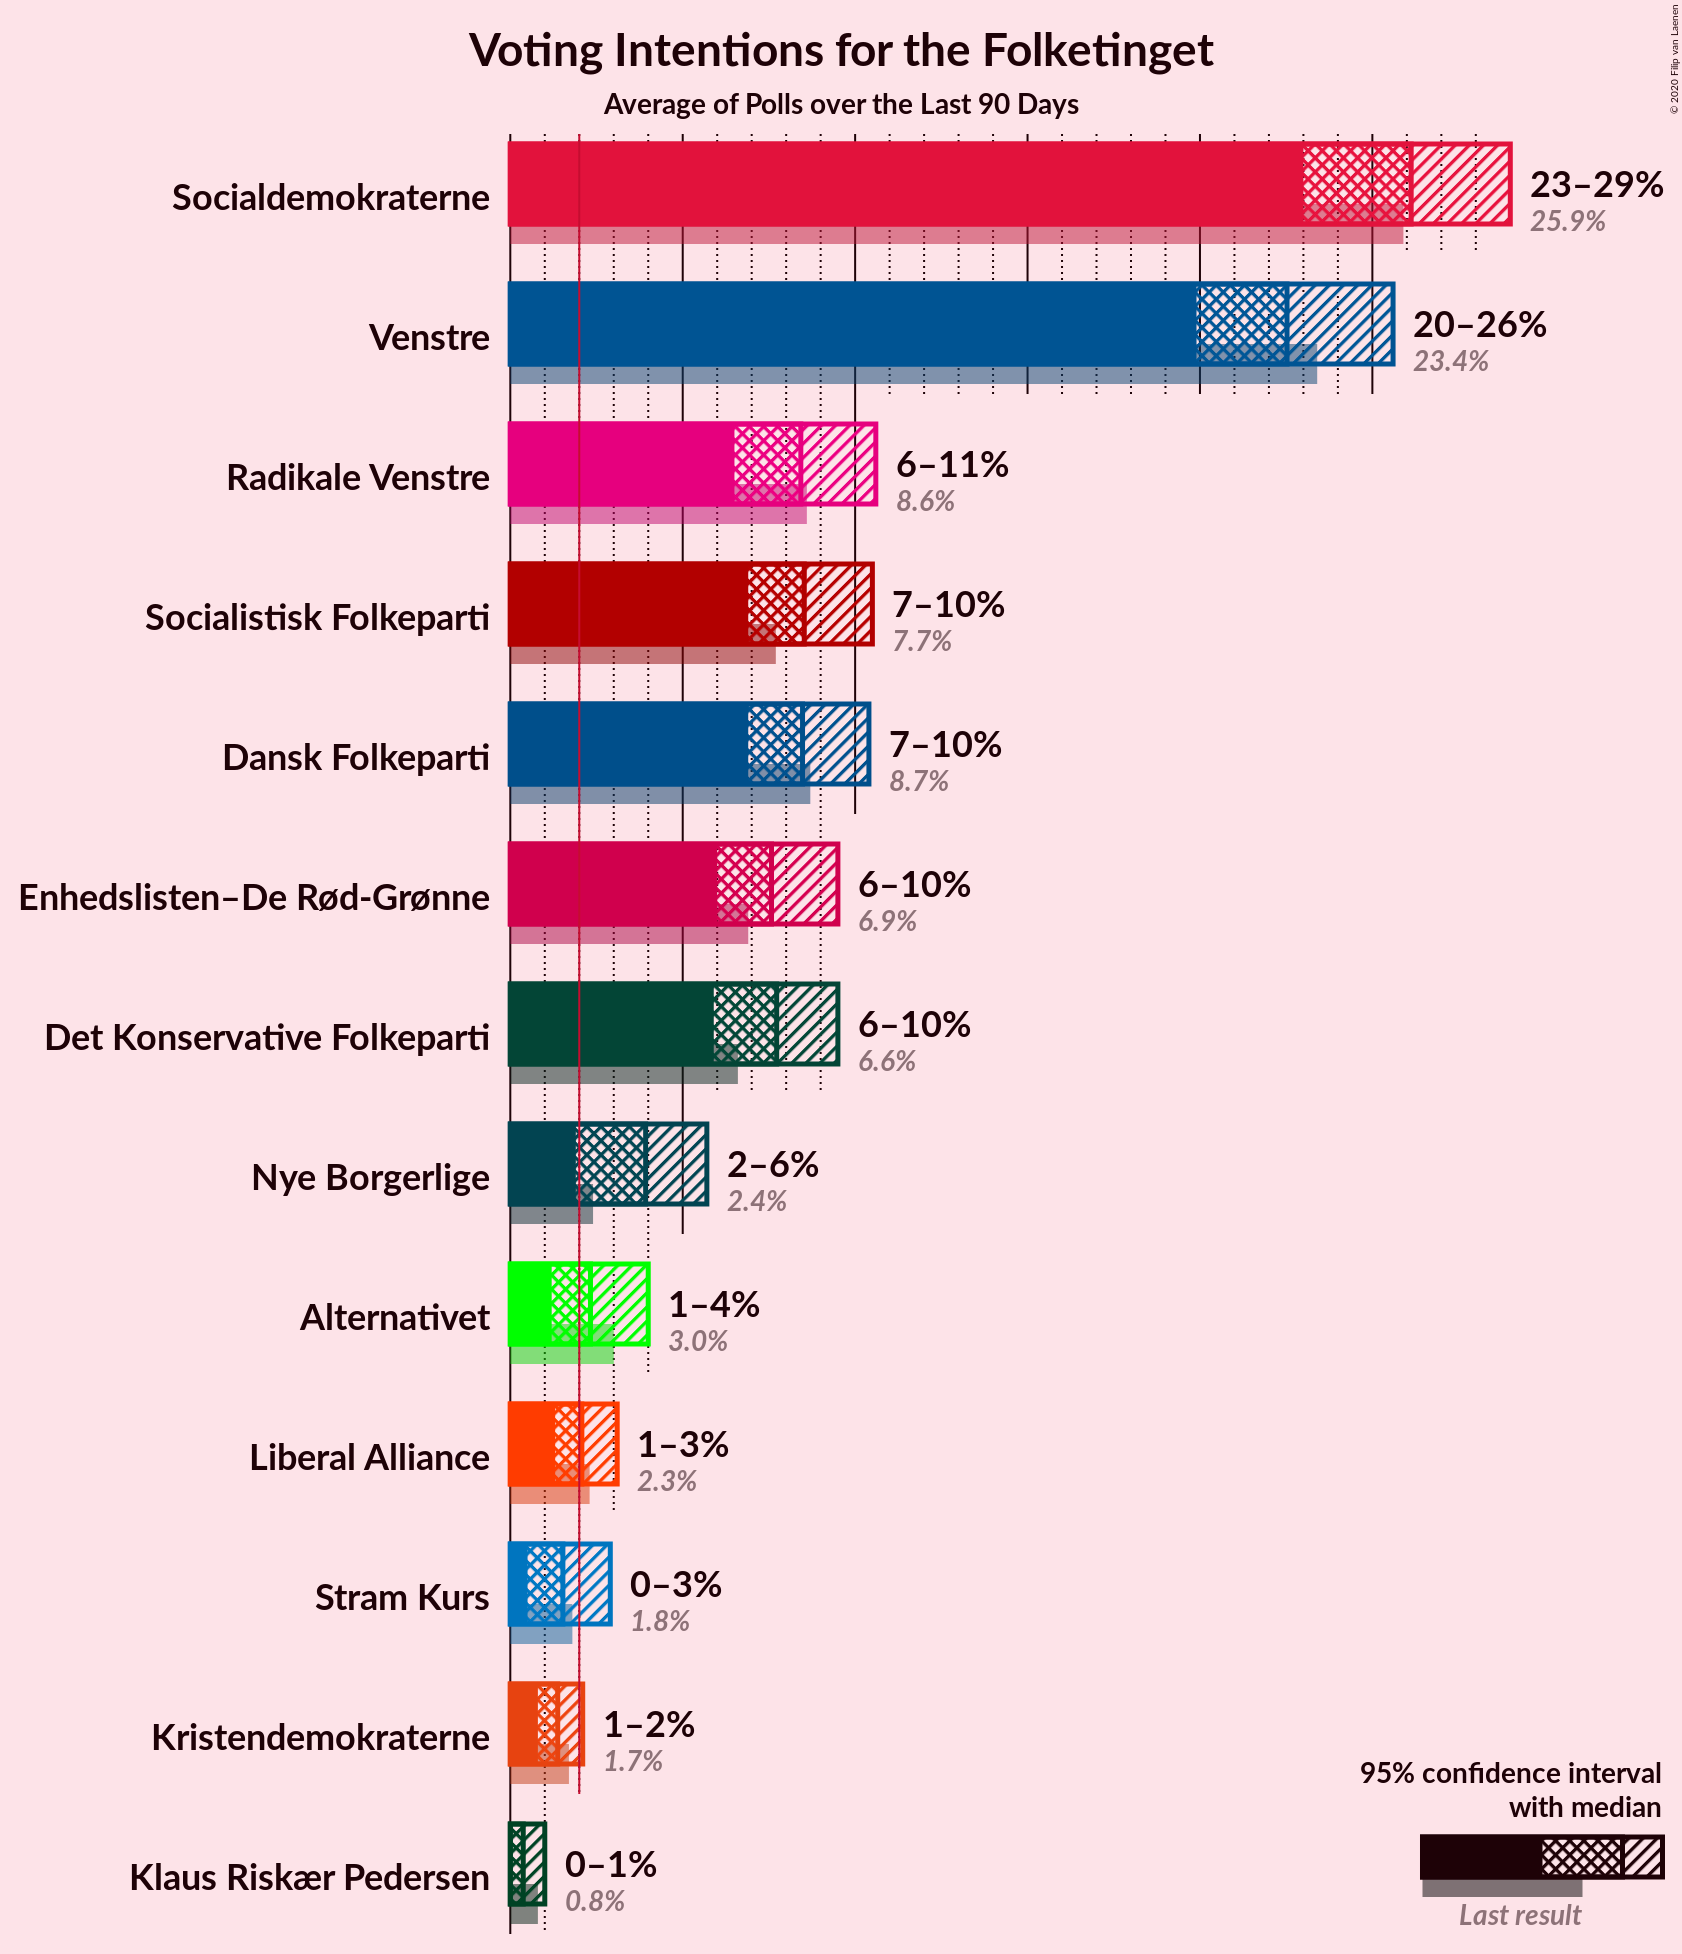 © 2020 Filip van Laenen
Voting Intentions for the Folketinget
Average of Polls over the Last 90 Days
Socialdemokraterne
23–29%
25.9%
Venstre
20–26%
23.4%
Radikale Venstre
6–11%
8.6%
Socialistisk Folkeparti
7–10%
7.7%
Dansk Folkeparti
7–10%
8.7%
Enhedslisten–De Rød-Grønne
6–10%
6.9%
Det Konservative Folkeparti
6–10%
6.6%
Nye Borgerlige
2–6%
2.4%
Alternativet
1–4%
3.0%
Liberal Alliance
1–3%
2.3%
Stram Kurs
0–3%
1.8%
Kristendemokraterne
1–2%
1.7%
Klaus Riskær Pedersen
0–1%
0.8%
95% confidence interval
with median
Last result